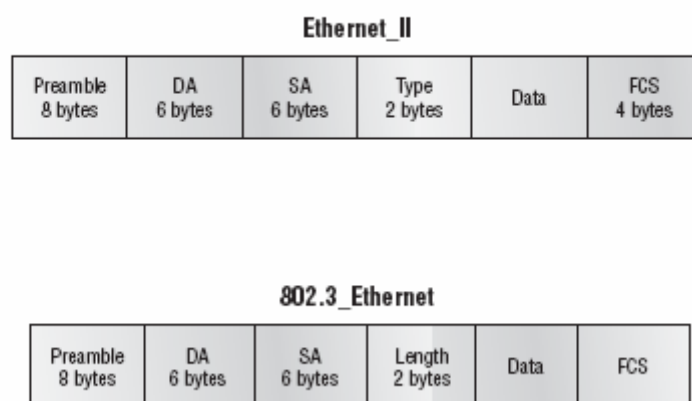 Ethernet_II
Preamble DA SA Type Data FCS
8 bytes 6 bytes 6 bytes 2 bytes 4 bytes
802.3_Ethernet
Preamble DA SA Length Data FCS
8 bytes 6 bytes 6 bytes 2 bytes